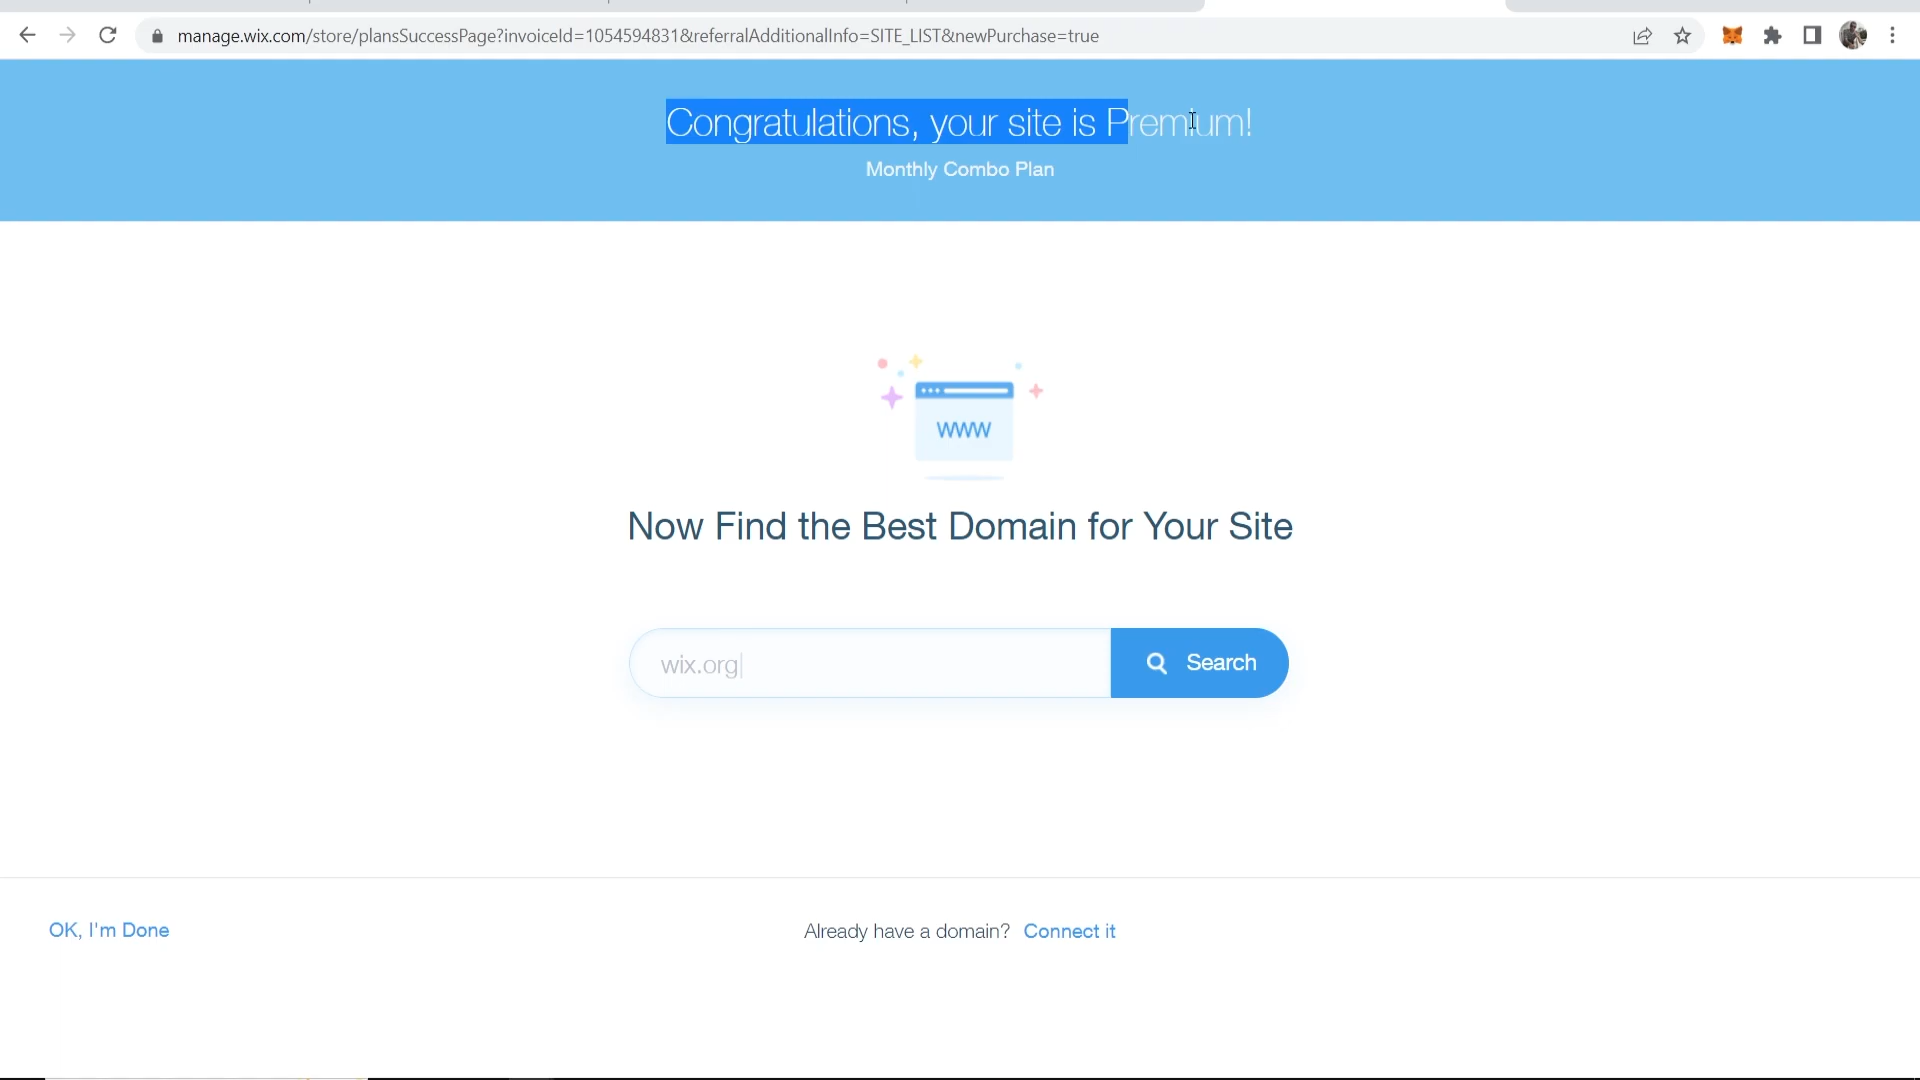 manage.wix.com/store/plansSuccessPage?invoiceId=1054594831&referralAdditionalInfo=SITE_LIST&newPurchase=true
Congratulations, your site is Premium!
Monthly Combo Plan
WWW
Now Find the Best Domain for Your Site
wix.org
Search
OK, I'm Done
Already have a domain? Connect it